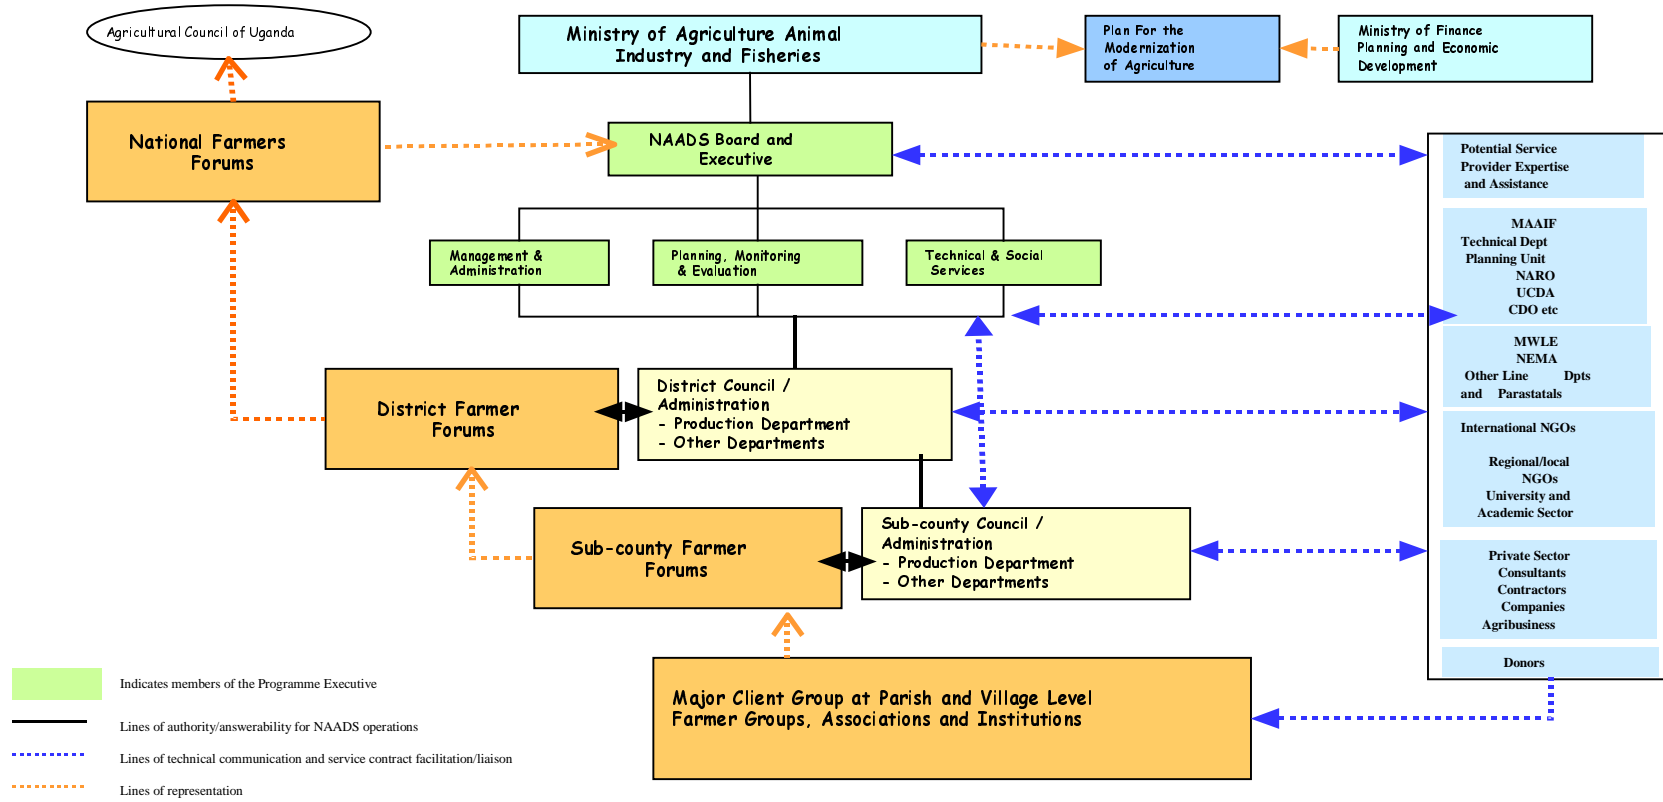 Agricultural Council of Uganda
Ministry of Agriculture Animal
Industry and Fisheries
Plan For the
Modernization
of Agriculture
Ministry of Finance
Planning and Economic
Development
National Farmers
Forums
NAADS Board and
Executive
Management &
Administration
Planning, Monitoring
& Evaluation
Technical & Social
Services
District Farmer
Forums
District Council /
Administration
- Production Department
- Other Departments
Sub-county Farmer
Forums
Sub-county Council /
Administration
- Production Department
- Other Departments
Major Client Group at Parish and Village Level
Farmer Groups, Associations and Institutions
Potential Service
Provider Expertise
and Assistance
MAAIF
Technical Dept
Planning Unit
NARO
UCDA
CDO etc
MWLE
NEMA
Other Line Dpts
and Parastatals
International NGOs
Regional/local
NGOs
University and
Academic Sector
Private Sector
Consultants
Contractors
Companies
Agribusiness
Donors
Indicates members of the Programme Executive
Lines of authority/answerability for NAADS operations
Lines of technical communication and service contract facilitation/liaison
Lines of representation